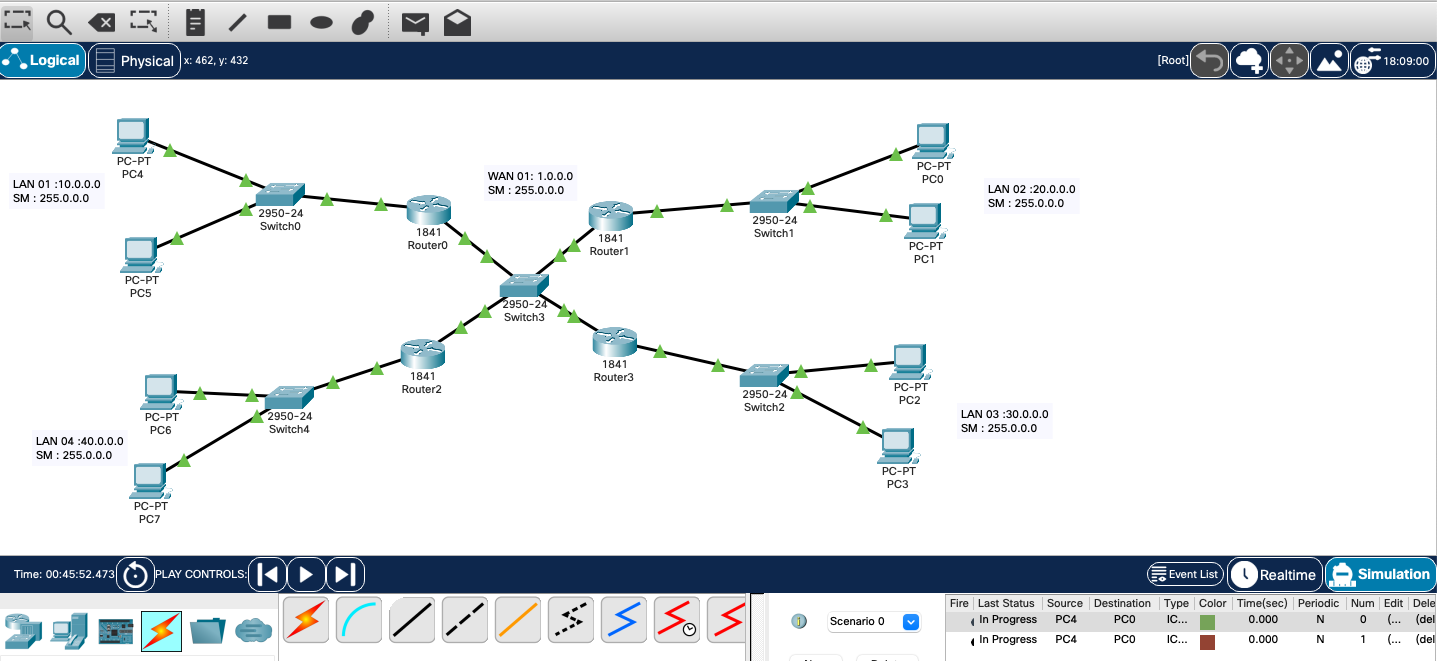 Logical
Physical
x: 462, y: 432
[Root]
18:09:00
PC-PT
PC4
LAN 01 :10.0.0.0
SM : 255.0.0.0
2950-24
Switch0
PC-PT
PC5
1841
Router0
WAN 01: 1.0.0.0
SM : 255.0.0.0
1841
Router1
2950-24
Switch1
PC-PT
PC0
LAN 02 :20.0.0.0
SM : 255.0.0.0
PC-PT
PC1
2950-24
Switch3
1841
Router2
1841
Router3
PC-PT
PC6
2950-24
Switch4
LAN 04 :40.0.0.0
SM : 255.0.0.0
PC-PT
PC7
2950-24
Switch2
PC-PT
PC2
LAN 03 :30.0.0.0
SM : 255.0.0.0
PC-PT
PC3
Time: 00:45:52.473
PLAY CONTROLS:
Event List
Realtime
Simulation
Scenario 0
Fire Last Status Source Destination Type Color Time(sec) Periodic Num Edit Dele
In Progress PC4 PC0 IC... 0.000 N 0 (... (del
In Progress PC4 PC0 IC... 0.000 N 1 (... (del